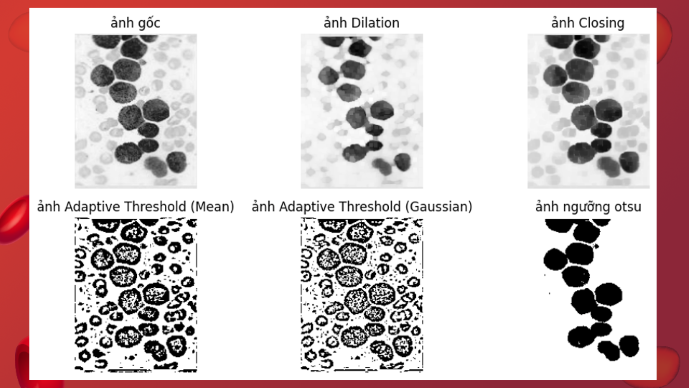 ảnh gốc
ảnh Dilation
ảnh Closing
ảnh Adaptive Threshold (Mean)
ảnh Adaptive Threshold (Gaussian)
ảnh ngưỡng otsu